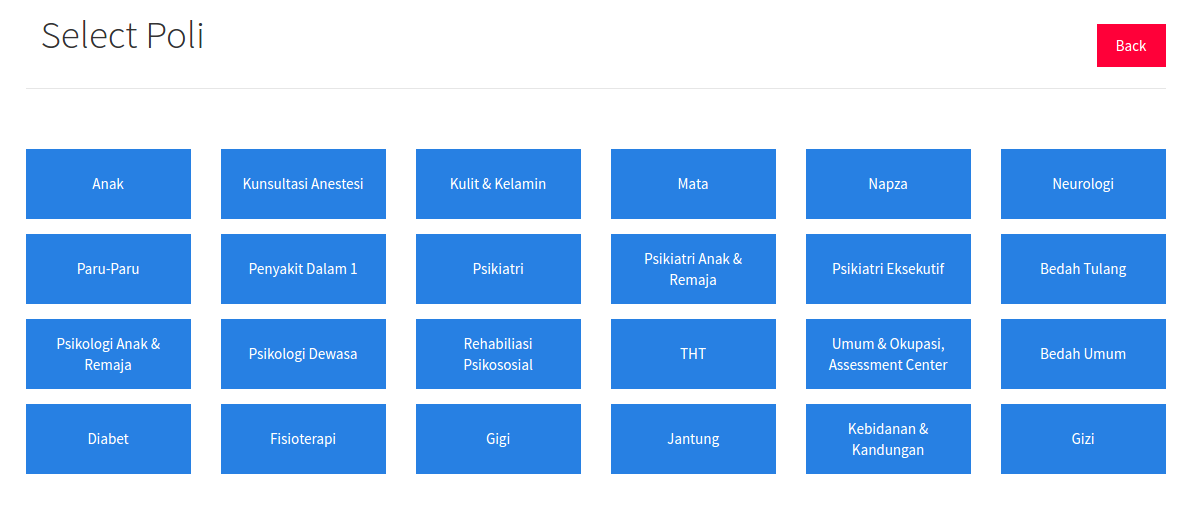 Select Poli
Back
Anak
Kunsultasi Anestesi
Kulit & Kelamin
Mata
Napza
Neurologi
Paru-Paru
Penyakit Dalam 1
Psikiatri
Psikiatri Anak &
Remaja
Psikiatri Eksekutif
Bedah Tulang
Psikologi Anak &
Remaja
Psikologi Dewasa
Rehabiliasi
Psikososial
THT
Umum & Okupasi,
Assessment Center
Bedah Umum
Diabet
Fisioterapi
Gigi
Jantung
Kebidanan &
Kandungan
Gizi